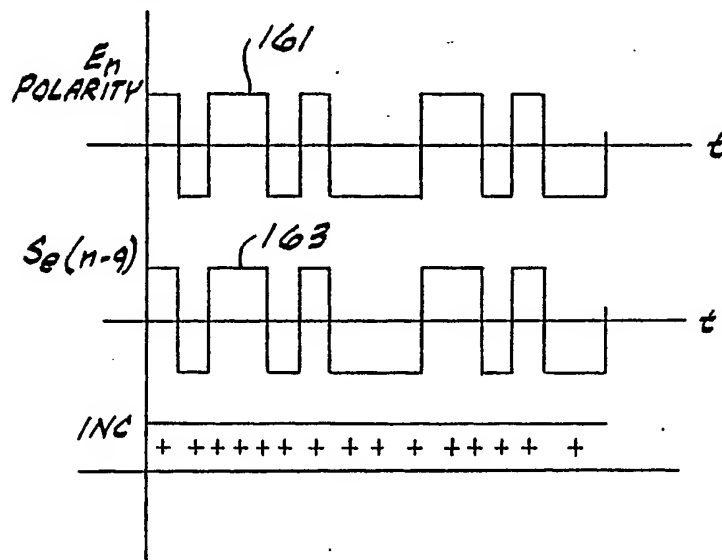 161
En
POLARITY
t
163
Se(n-q)
t
INC
+ + + + + + + + + + + + + +